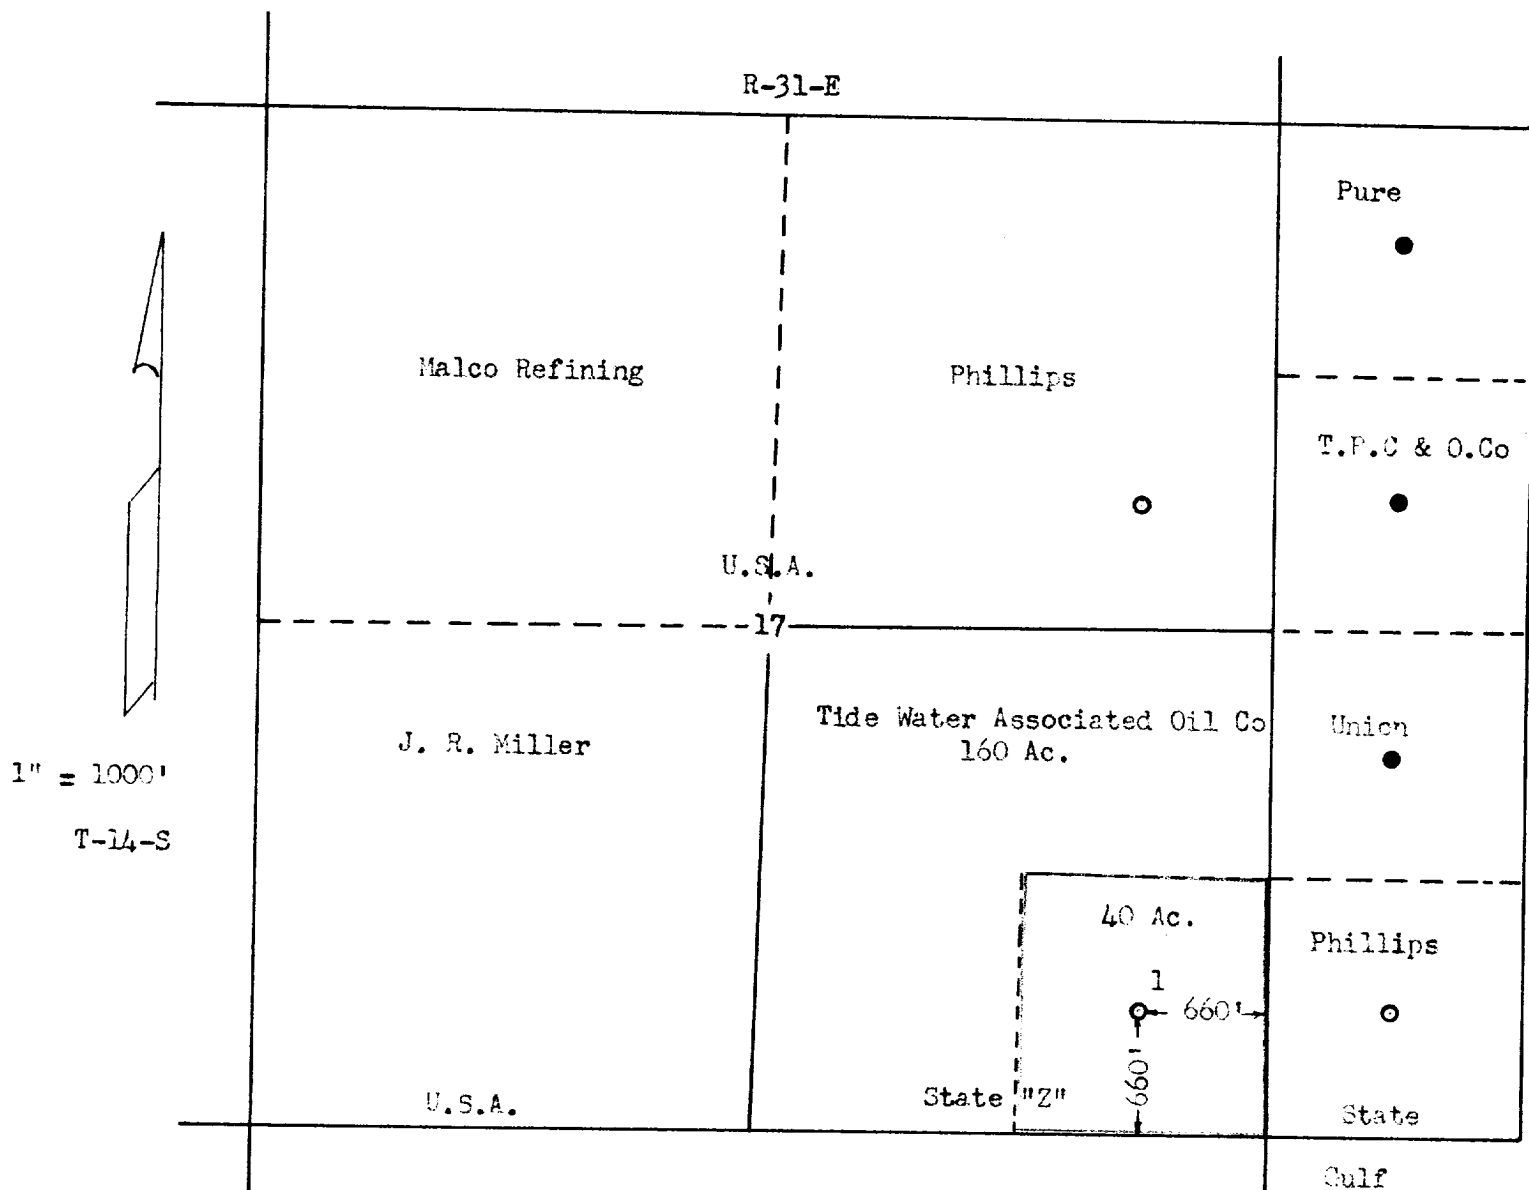 R-31-E
Pure
Malco Refining
Phillips
T.P.C & O.Co
U.S.A.
17
Tide Water Associated Oil Co
160 Ac.
Union
J. R. Miller
1" = 1000'
T-14-S
40 Ac.
Phillips
1
660'
660'
State "Z"
U.S.A.
State
Gulf